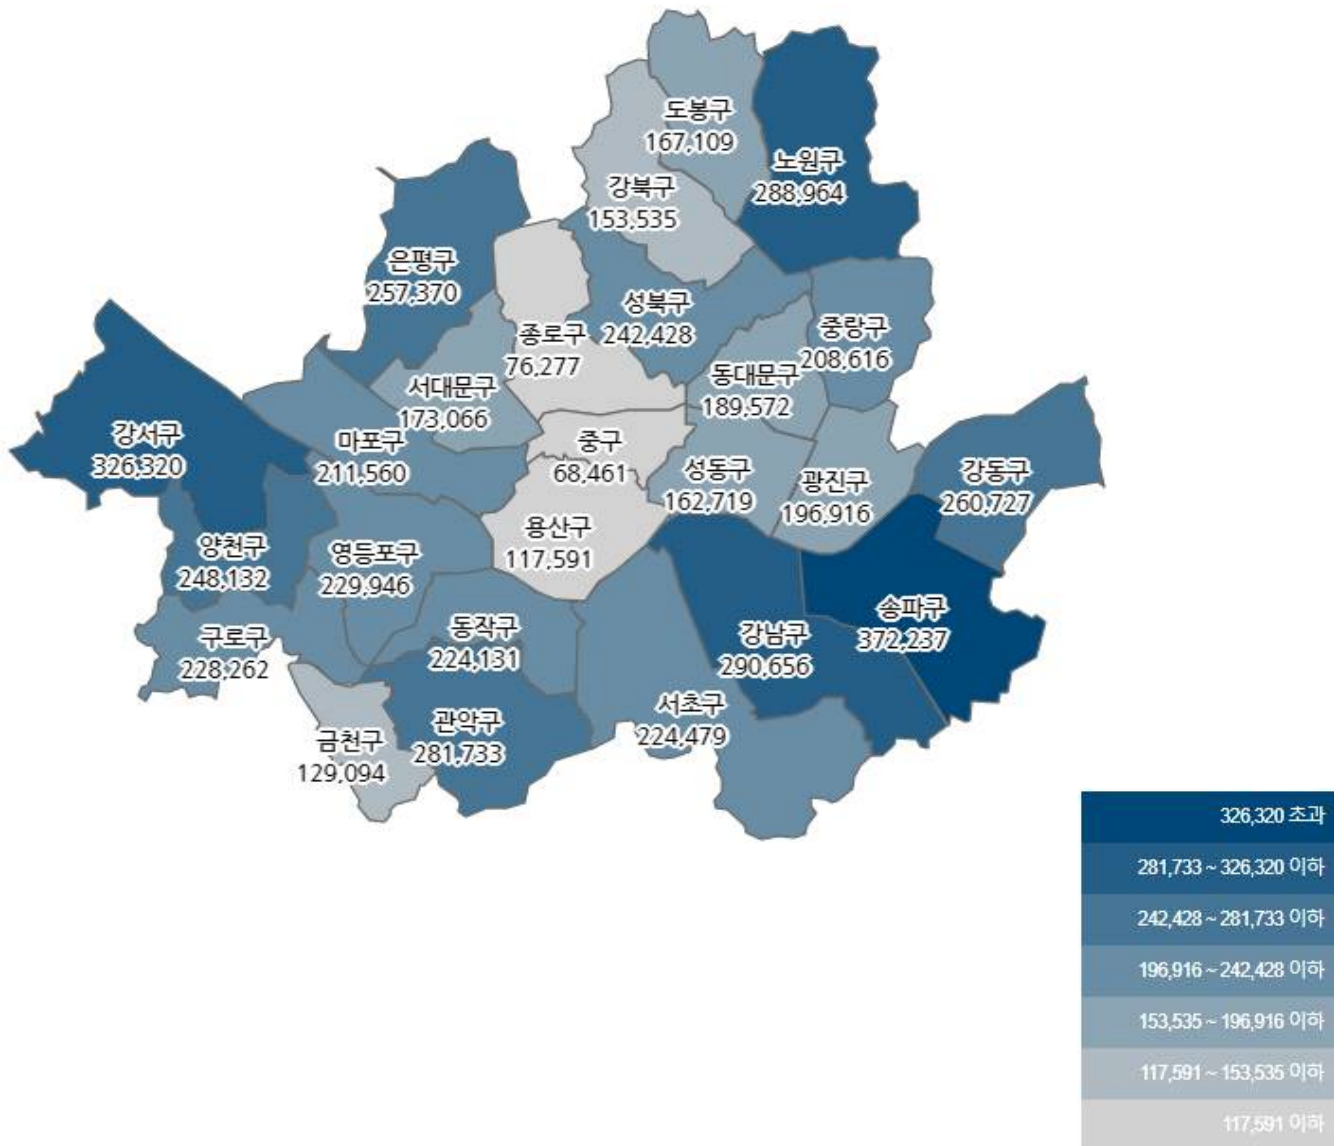 도봉구
167,109
노원구
288,964
강북구
153,535
은평구
257,370
성북구
242,428
중랑구
208,616
종로구
76,277
동대문구
189,572
서대문구
173,066
강서구
326,320
마포구
211,560
중구
68,461
성동구
162,719
광진구
196,916
강동구
260,727
용산구
117,591
양천구
248,132
영등포구
229,946
구로구
228,262
동작구
224,131
강남구
290,656
송파구
372,237
서초구
224,479
관악구
281,733
금천구
129,094
326,320 초과
281,733 ~ 326,320 이하
242,428 ~ 281,733 이하
196,916 ~ 242,428 이하
153,535 ~ 196,916 이하
117,591 ~ 153,535 이하
117,591 이하